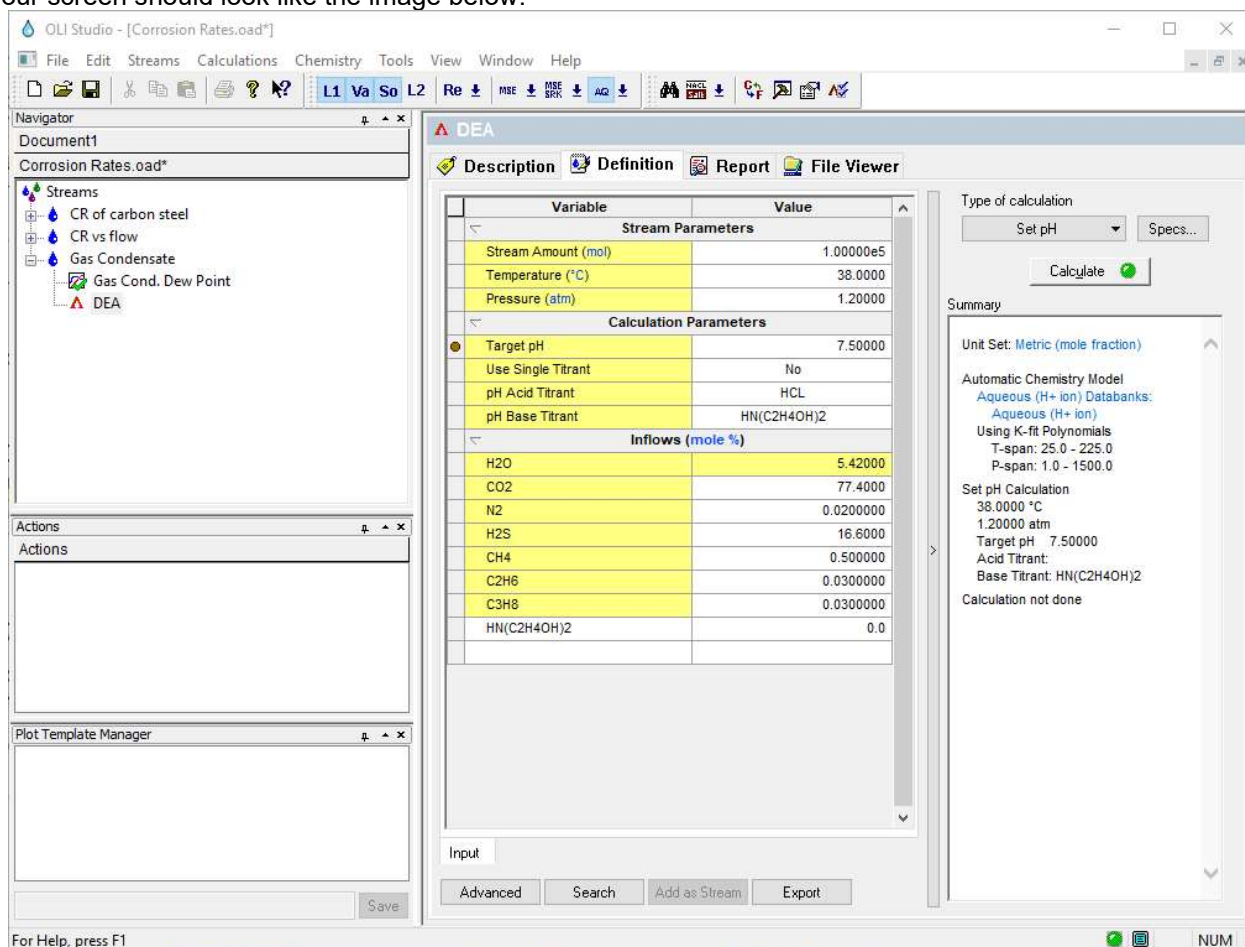 our screen should look like the image below.
OLI Studio - [Corrosion Rates.oad*]
File Edit Streams Calculations Chemistry Tools View Window Help
L1 Va So L2 Re MSE MSE SRK AQ NACL Salt C F
Navigator
Document1
Corrosion Rates.oad*
Streams
CR of carbon steel
CR vs flow
Gas Condensate
Gas Cond. Dew Point
DEA
Actions
Actions
Plot Template Manager
Save
DEA
Description Definition Report File Viewer
Variable Value
Stream Parameters
Stream Amount (mol) 1.00000e5
Temperature (°C) 38.0000
Pressure (atm) 1.20000
Calculation Parameters
Target pH 7.50000
Use Single Titrant No
pH Acid Titrant HCL
pH Base Titrant HN(C2H4OH)2
Inflows (mole %)
H2O 5.42000
CO2 77.4000
N2 0.0200000
H2S 16.6000
CH4 0.500000
C2H6 0.0300000
C3H8 0.0300000
HN(C2H4OH)2 0.0
Input
Advanced Search Add as Stream Export
Type of calculation
Set pH Specs...
Calculate
Summary
Unit Set: Metric (mole fraction)
Automatic Chemistry Model
Aqueous (H+ ion) Databanks:
Aqueous (H+ ion)
Using K-fit Polynomials
T-span: 25.0 - 225.0
P-span: 1.0 - 1500.0
Set pH Calculation
38.0000 °C
1.20000 atm
Target pH 7.50000
Acid Titrant:
Base Titrant: HN(C2H4OH)2
Calculation not done
For Help, press F1
NUM